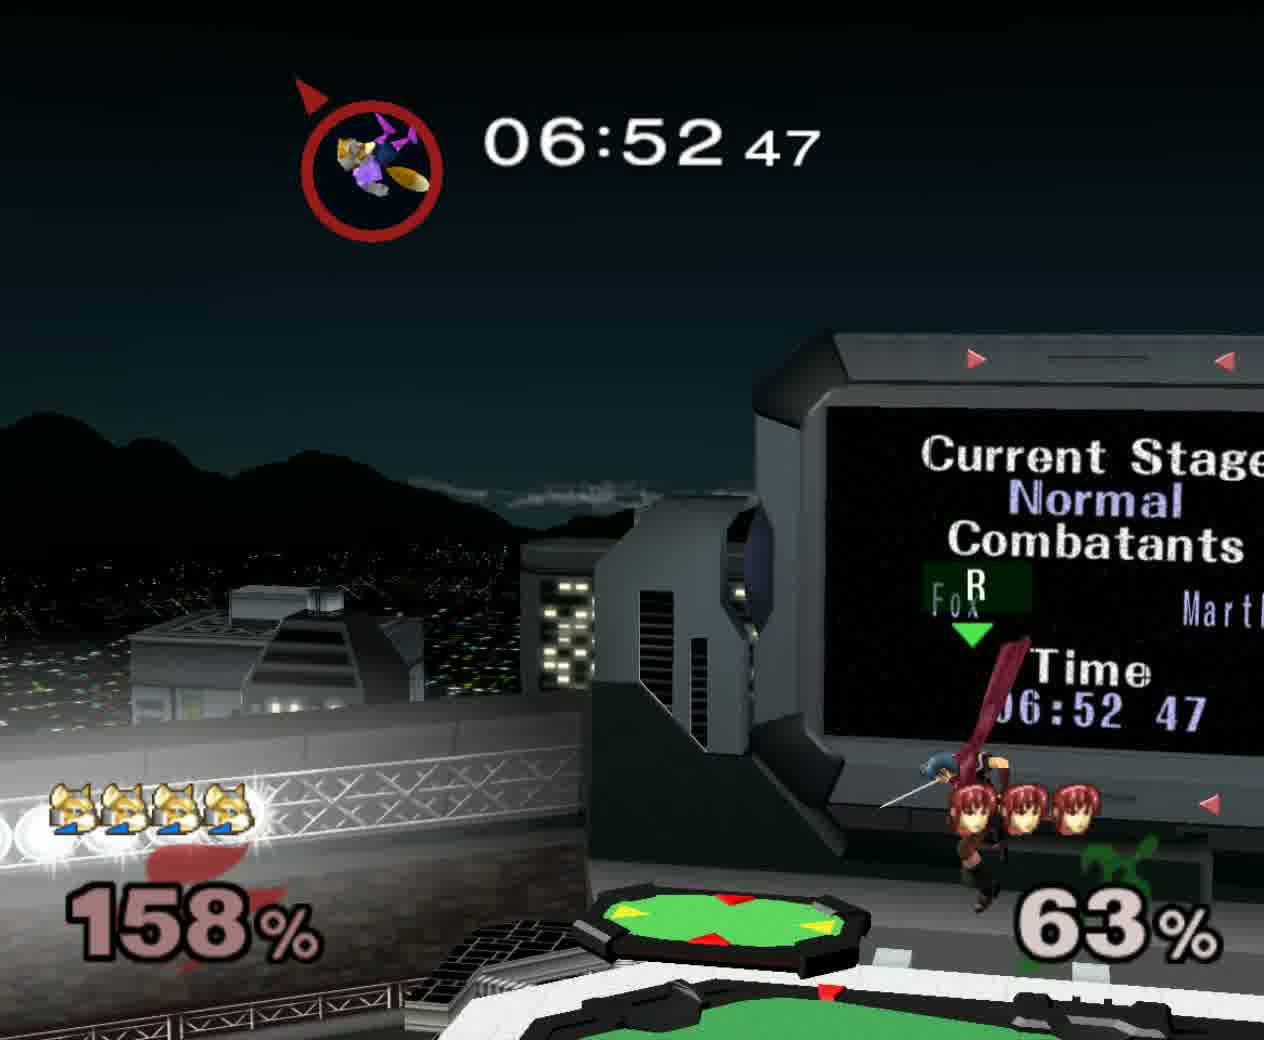 06:52 47
Current Stage
Normal
Combatants
R
Fox
Time
06:52 47
158%
63%